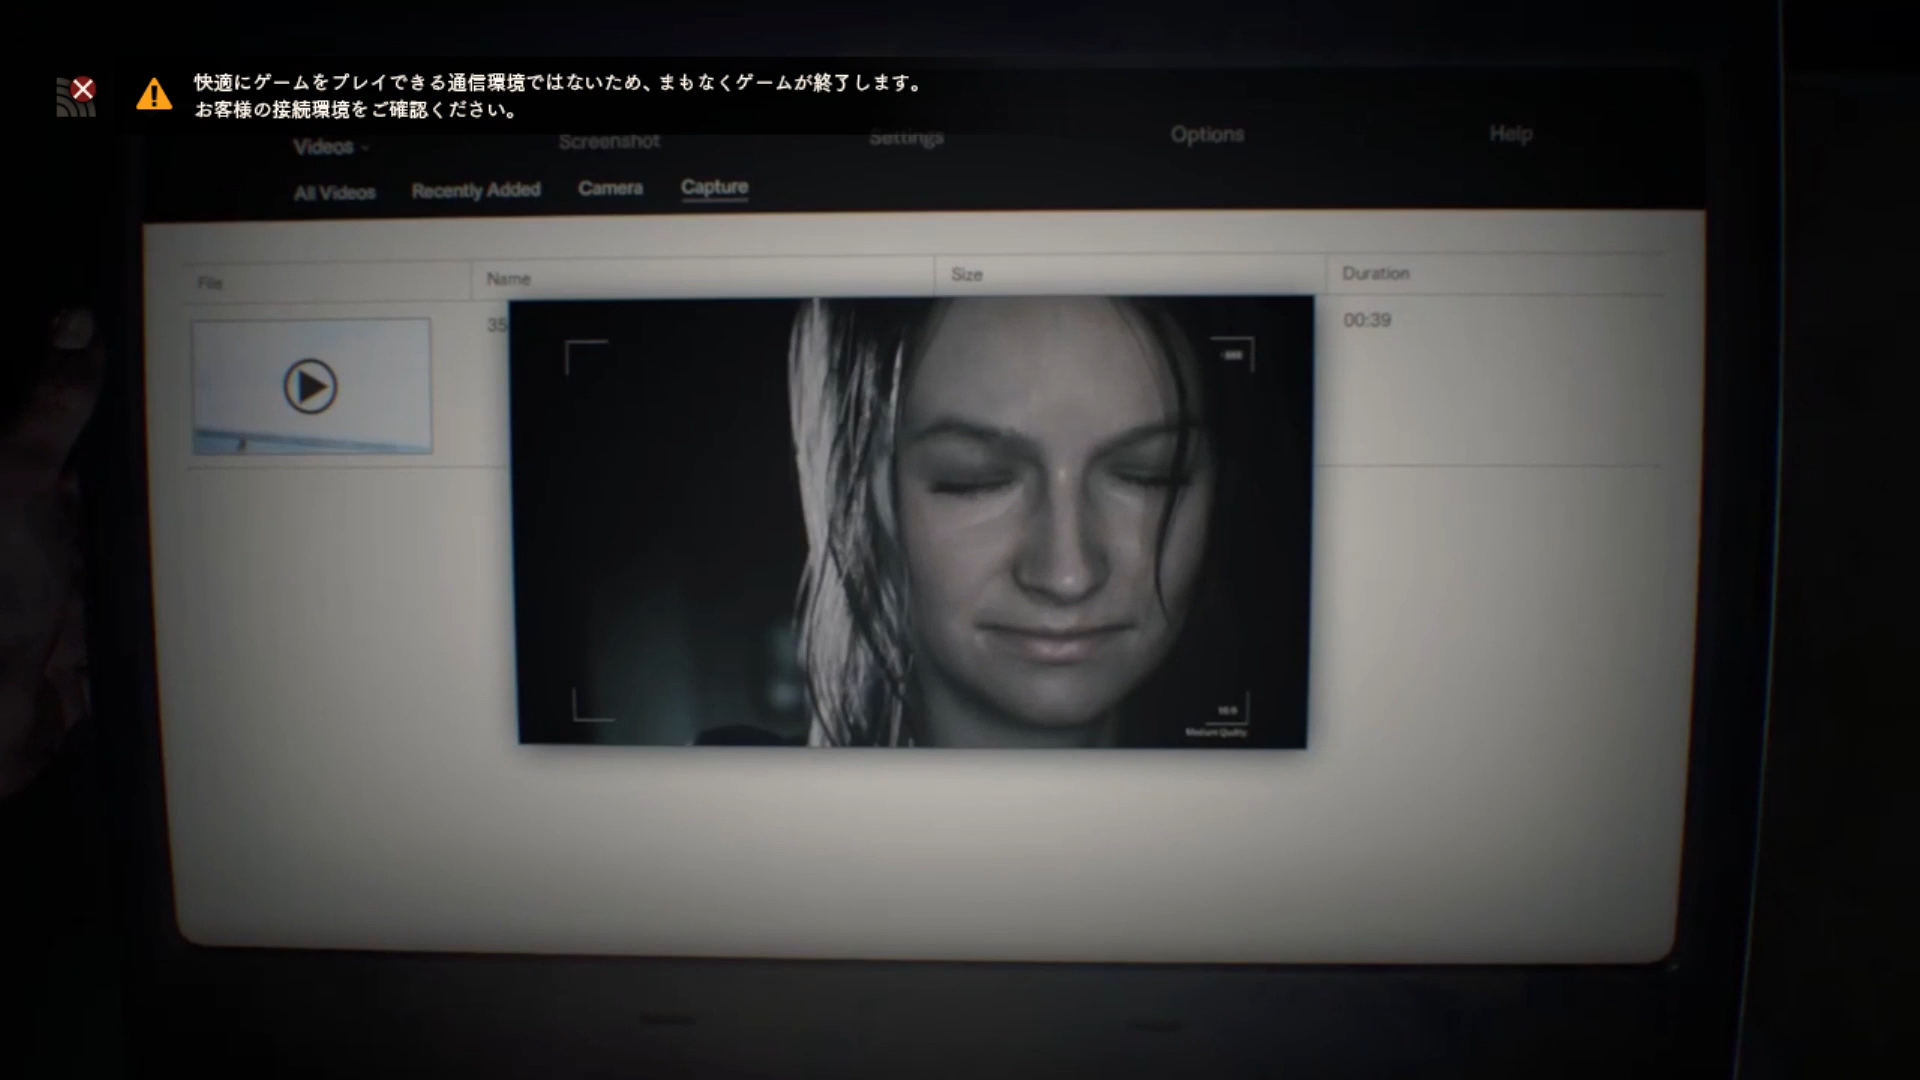 快適にゲームをプレイできる通信環境ではないため、まもなくゲームが終了します。
お客様の接続環境をご確認ください。
Videos
Screenshot
Settings
Options
Help
All Videos
Recently Added
Camera
Capture
File
Name
Size
Duration
35
00:39
Medium Quality